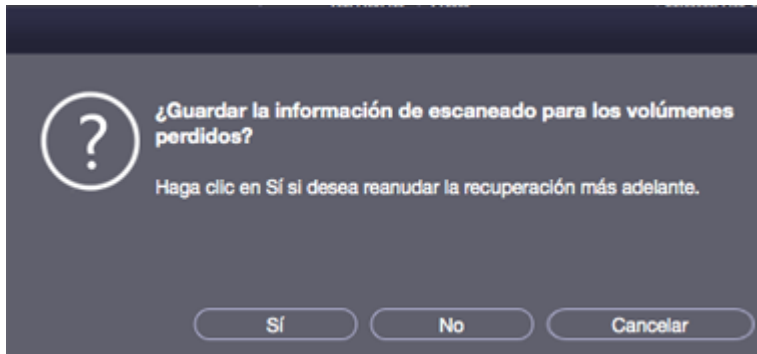 ¿Guardar la información de escaneado para los volúmenes
perdidos?
Haga clic en Sí si desea reanudar la recuperación más adelante.
Sí
No
Cancelar